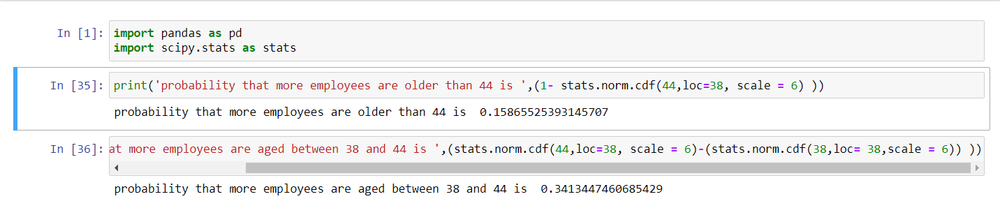 In [1]: import pandas as pd
import scipy.stats as stats
In [35]: print('probability that more employees are older than 44 is ',(1- stats.norm.cdf(44,loc=38, scale = 6) ))
probability that more employees are older than 44 is  0.15865525393145707
In [36]: at more employees are aged between 38 and 44 is ',(stats.norm.cdf(44,loc=38, scale = 6)-(stats.norm.cdf(38,loc= 38,scale = 6)) ))
probability that more employees are aged between 38 and 44 is  0.3413447460685429